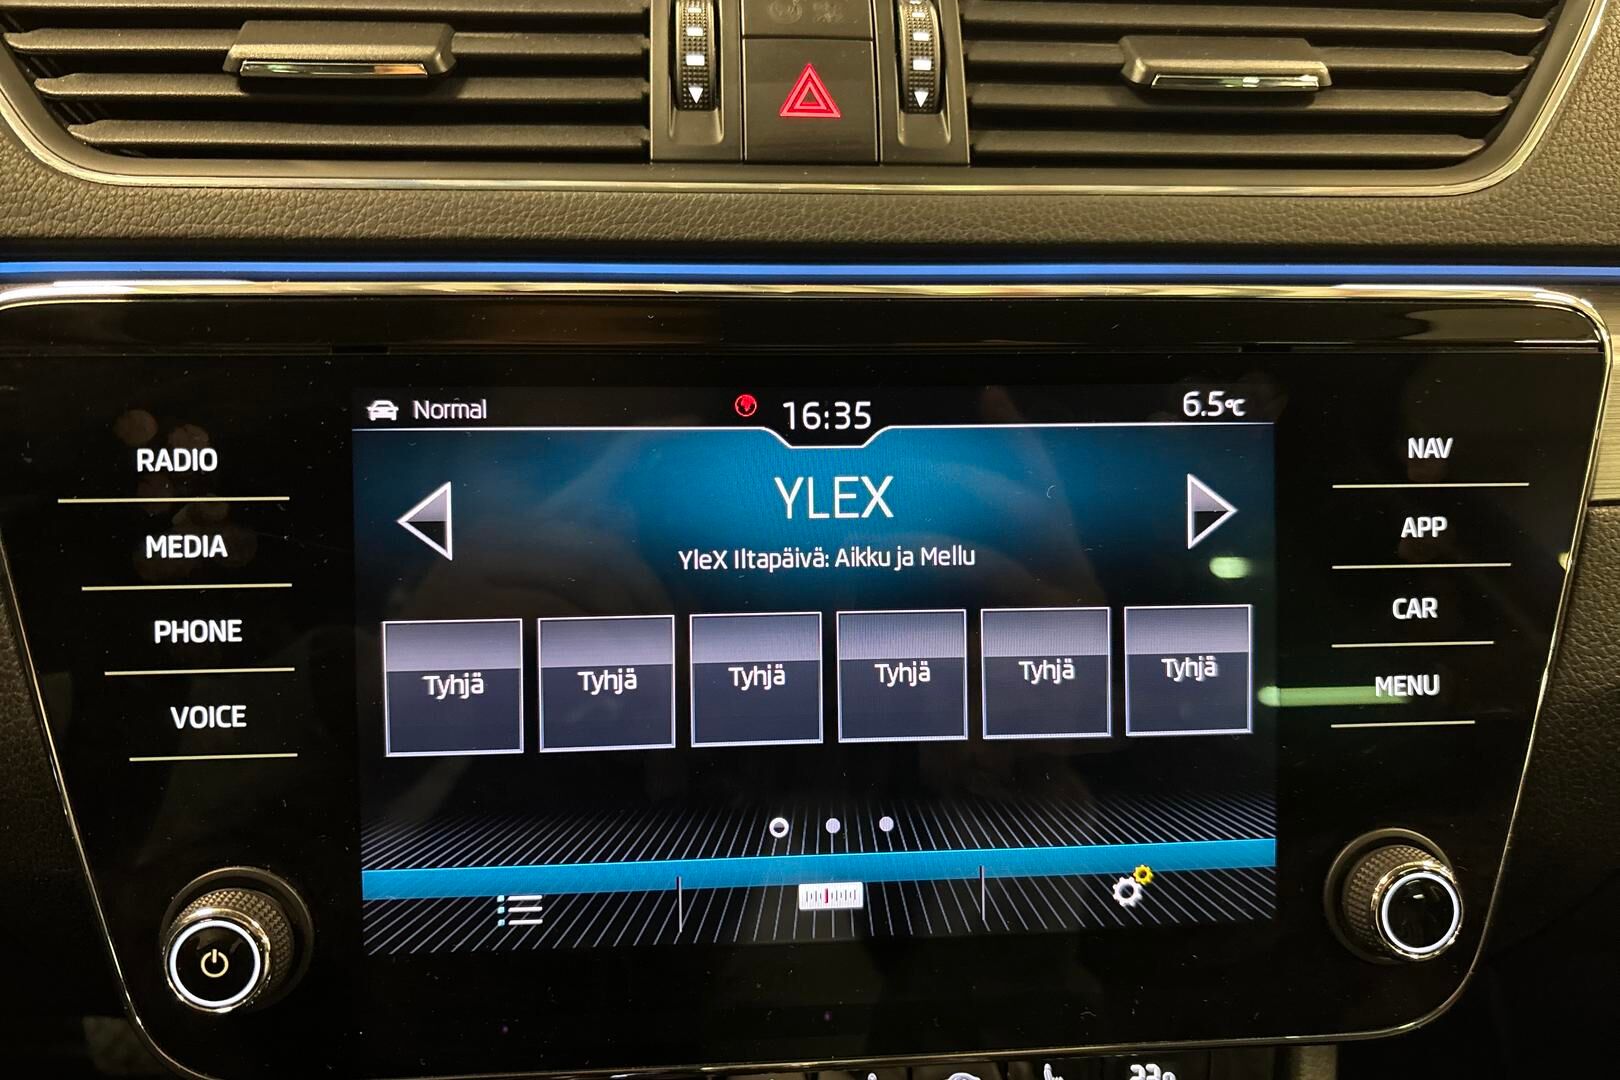 Normal
16:35
6.5°C
RADIO
MEDIA
PHONE
VOICE
YLEX
YleX Iltapäivä: Aikku ja Mellu
Tyhjä
Tyhjä
Tyhjä
Tyhjä
Tyhjä
Tyhjä
NAV
APP
CAR
MENU